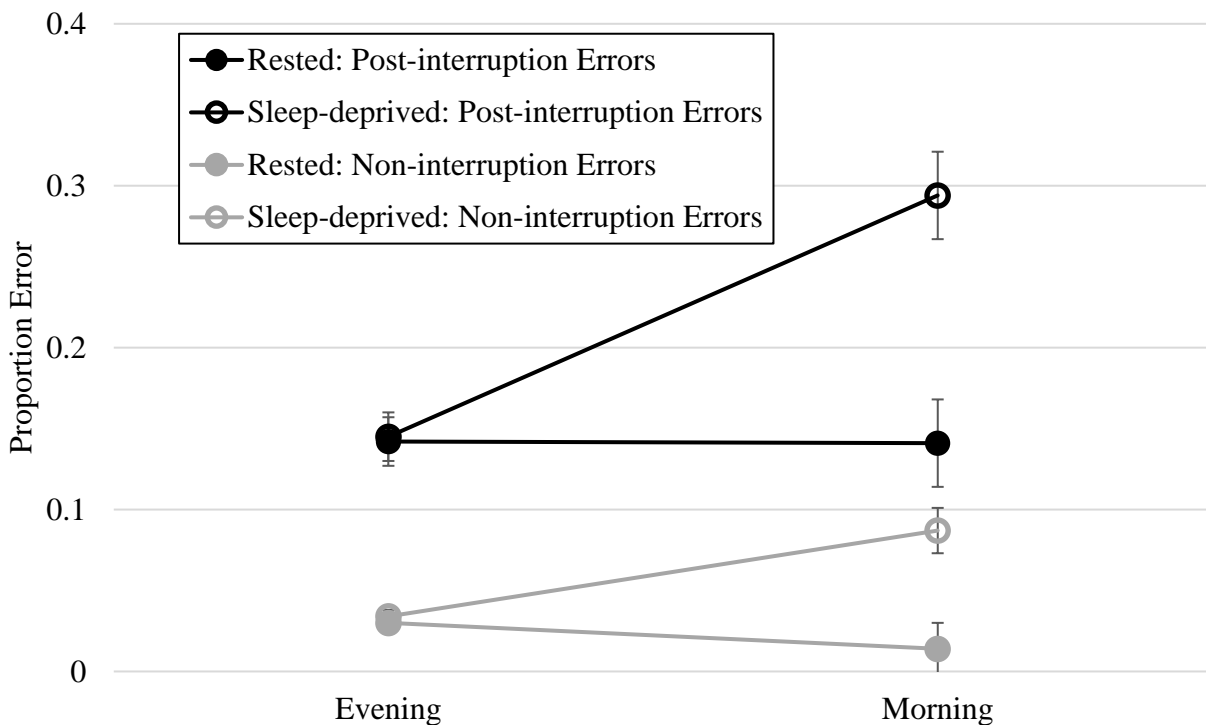 0.4
Rested: Post-interruption Errors
Sleep-deprived: Post-interruption Errors
Rested: Non-interruption Errors
Sleep-deprived: Non-interruption Errors
0.3
0.2
Proportion Error
0.1
0
Evening
Morning